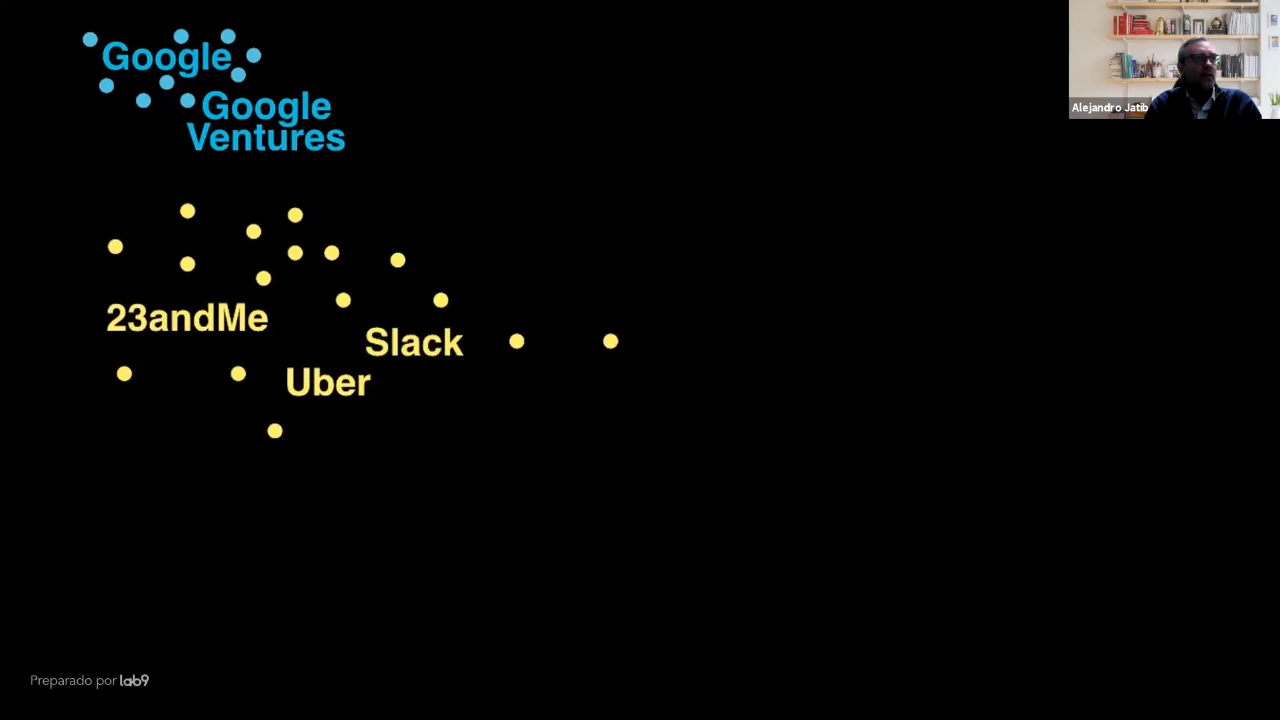 Google
Google
Ventures
Alejandro Jatib
23andMe
Slack
Uber
Preparado por lab9